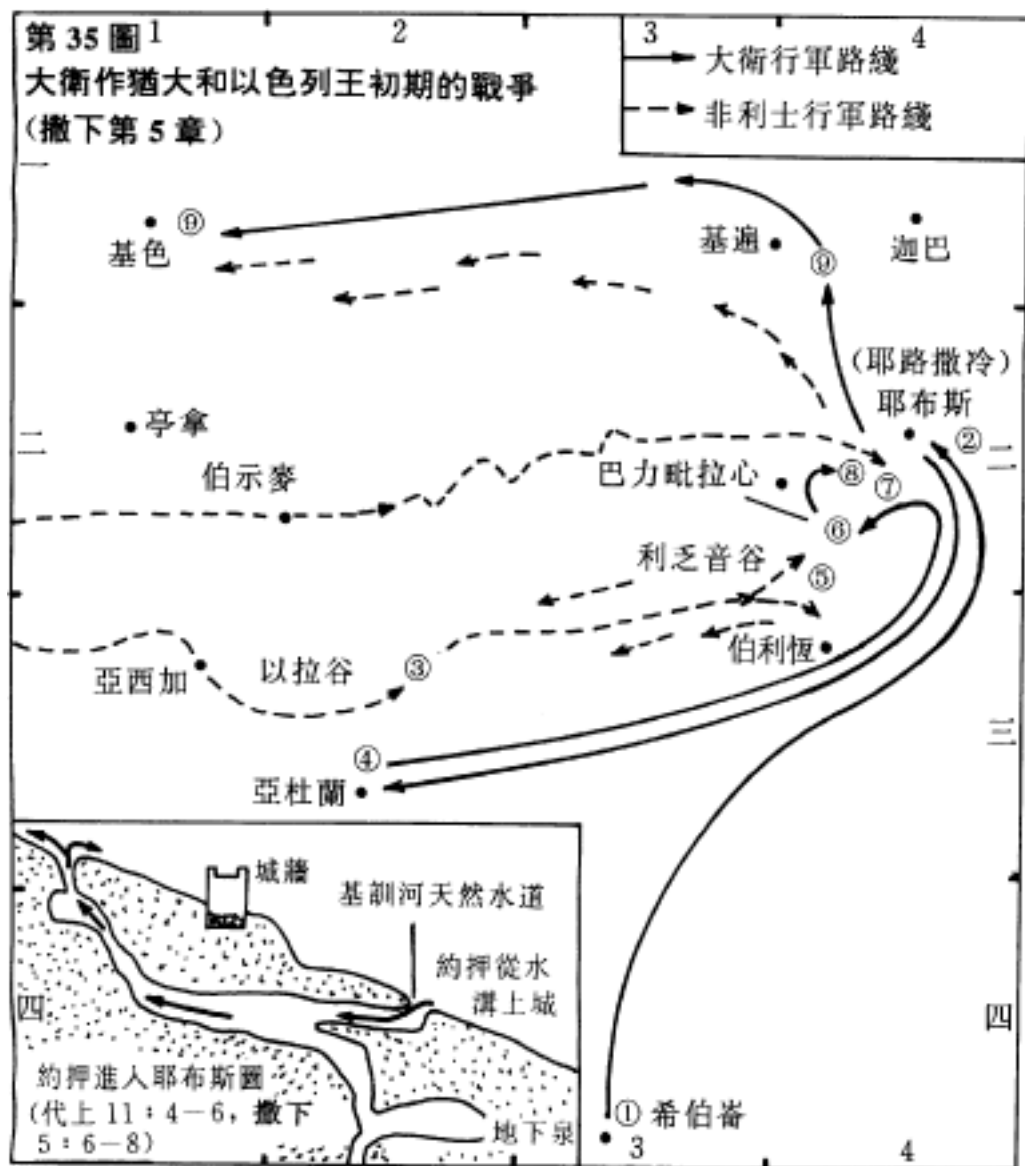 第 35 圖
大衛作猶大和以色列王初期的戰爭
(撒下第 5 章)
1
2
3
4
大衛行軍路綫
非利士行軍路綫
一
基色
⑨
基遍
⑨
迦巴
(耶路撒冷)
耶布斯
②
亭拿
二
二
伯示麥
巴力毗拉心
⑧
⑦
⑥
利乏音谷
⑤
伯利恆
亞西加
以拉谷
③
三
④
亞杜蘭
城牆
基訓河天然水道
約押從水
溝上城
四
四
約押進人耶布斯圖
(代上 11：4－6，撒下
5：6－8)
地下泉
① 希伯崙
3
4